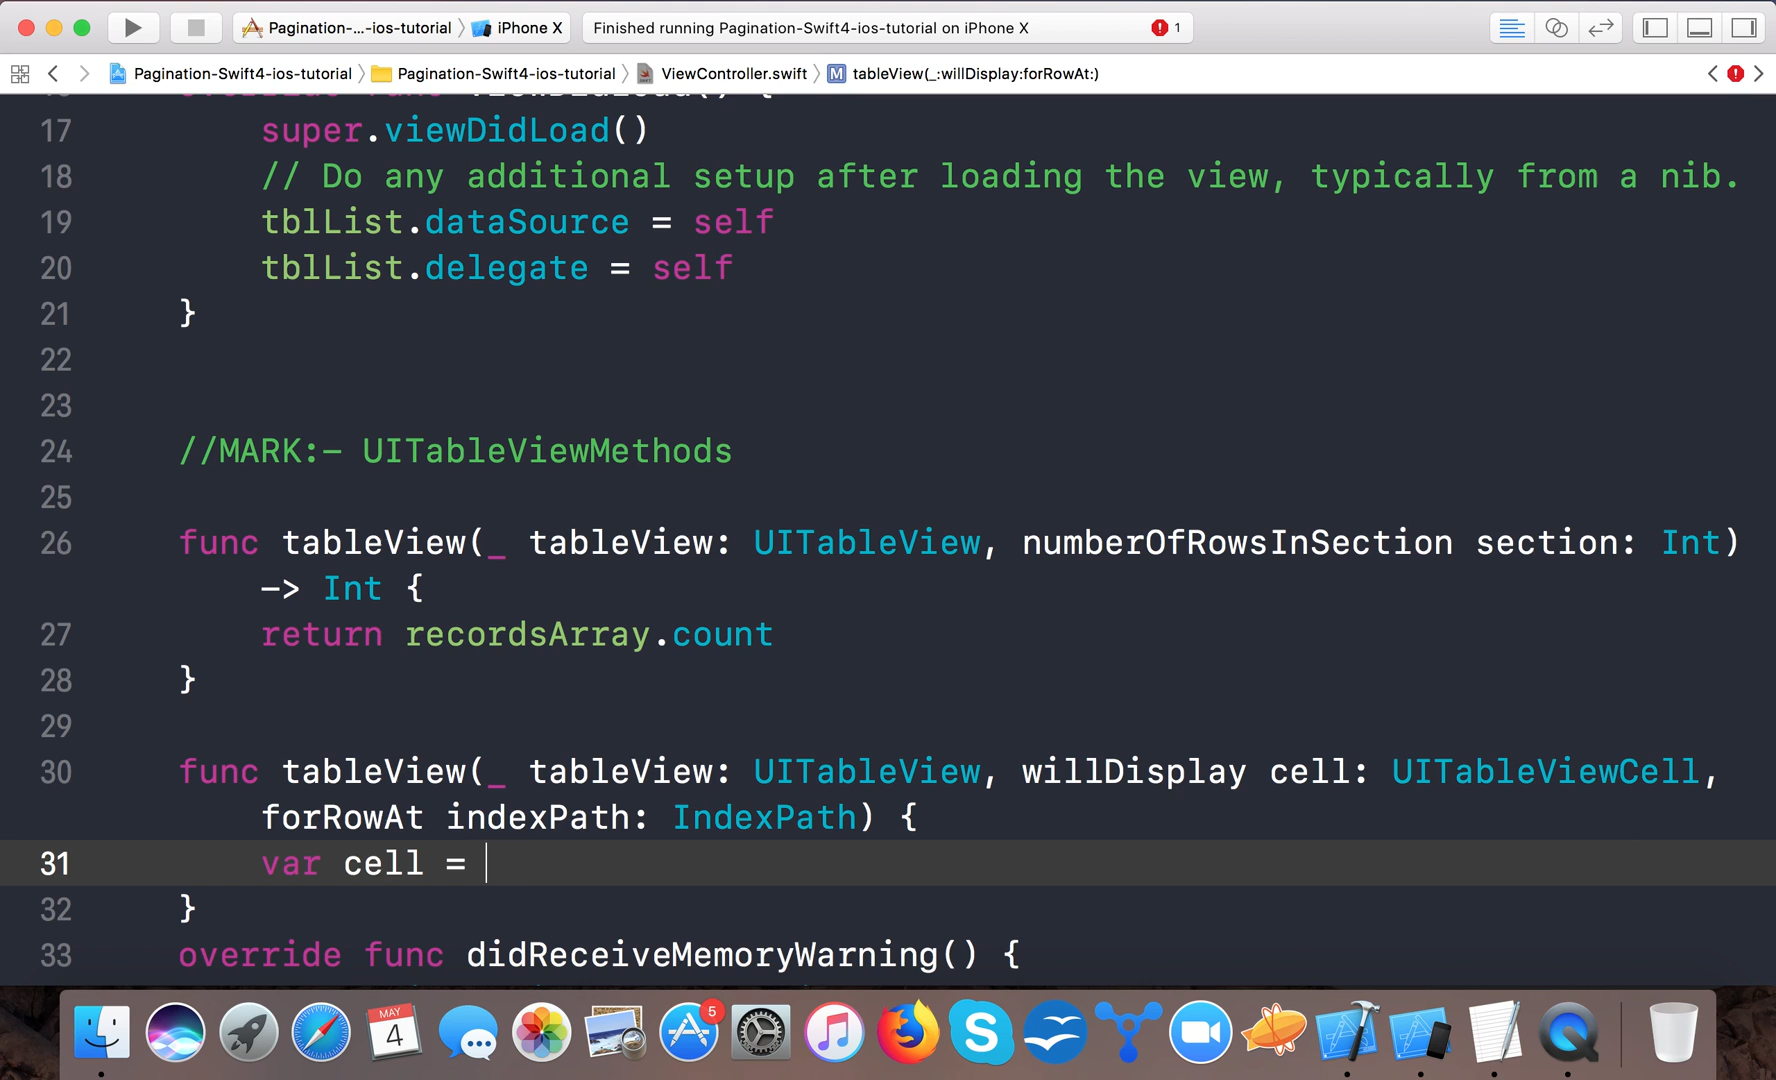 Pagination-...-ios-tutorial 〉 iPhone X
Finished running Pagination-Swift4-ios-tutorial on iPhone X
1
Pagination-Swift4-ios-tutorial 〉 Pagination-Swift4-ios-tutorial 〉 ViewController.swift 〉 M tableView(_:willDisplay:forRowAt:)
17 super.viewDidLoad()
18 // Do any additional setup after loading the view, typically from a nib.
19 tblList.dataSource = self
20 tblList.delegate = self
21 }
22
23
24 //MARK:- UITableViewMethods
25
26 func tableView(_ tableView: UITableView, numberOfRowsInSection section: Int)
-> Int {
27 return recordsArray.count
28 }
29
30 func tableView(_ tableView: UITableView, willDisplay cell: UITableViewCell,
forRowAt indexPath: IndexPath) {
31 var cell =
32 }
33 override func didReceiveMemoryWarning() {
MAY
4
5